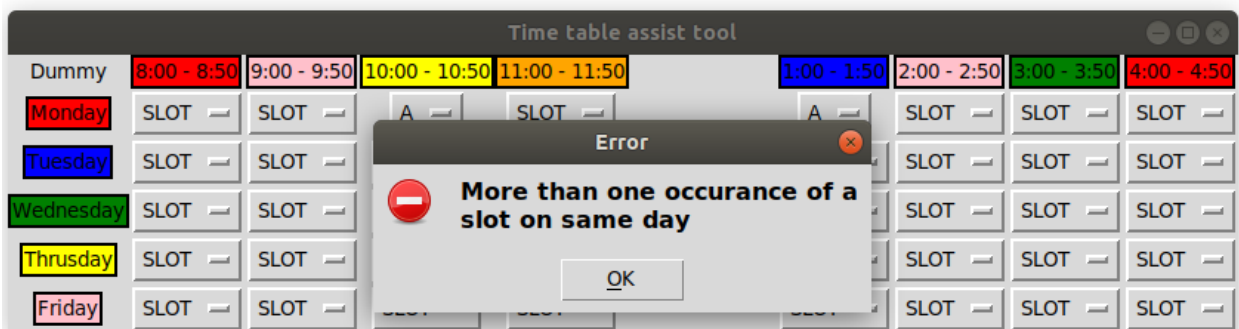 Time table assist tool
Dummy 8:00 - 8:50 9:00 - 9:50 10:00 - 10:50 11:00 - 11:50 1:00 - 1:50 2:00 - 2:50 3:00 - 3:50 4:00 - 4:50
Monday SLOT SLOT A SLOT A SLOT SLOT SLOT
Error
Tuesday SLOT SLOT SLOT SLOT SLOT
More than one occurance of a
slot on same day
Wednesday SLOT SLOT SLOT SLOT SLOT
Thrusday SLOT SLOT SLOT SLOT SLOT
OK
Friday SLOT SLOT SLOT SLOT SLOT